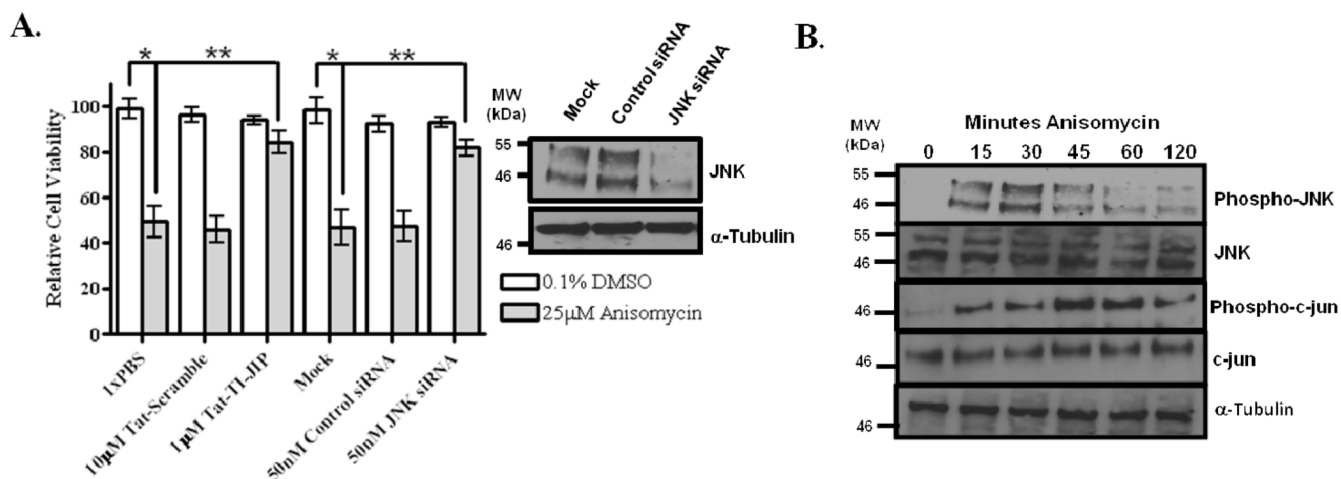 A.
* ** * **
Relative Cell Viability
100
80
60
40
20
0
1xPBS
10µM Tat-Scramble
1µM Tat-TI-JIP
Mock
50nM Control siRNA
50nM JNK siRNA
MW
(kDa)
Mock
Control siRNA
JNK siRNA
55
46
JNK
46
α-Tubulin
0.1% DMSO
25µM Anisomycin
B.
MW
(kDa)
Minutes Anisomycin
0 15 30 45 60 120
55
46
Phospho-JNK
55
46
JNK
46
Phospho-c-jun
46
c-jun
46
α-Tubulin